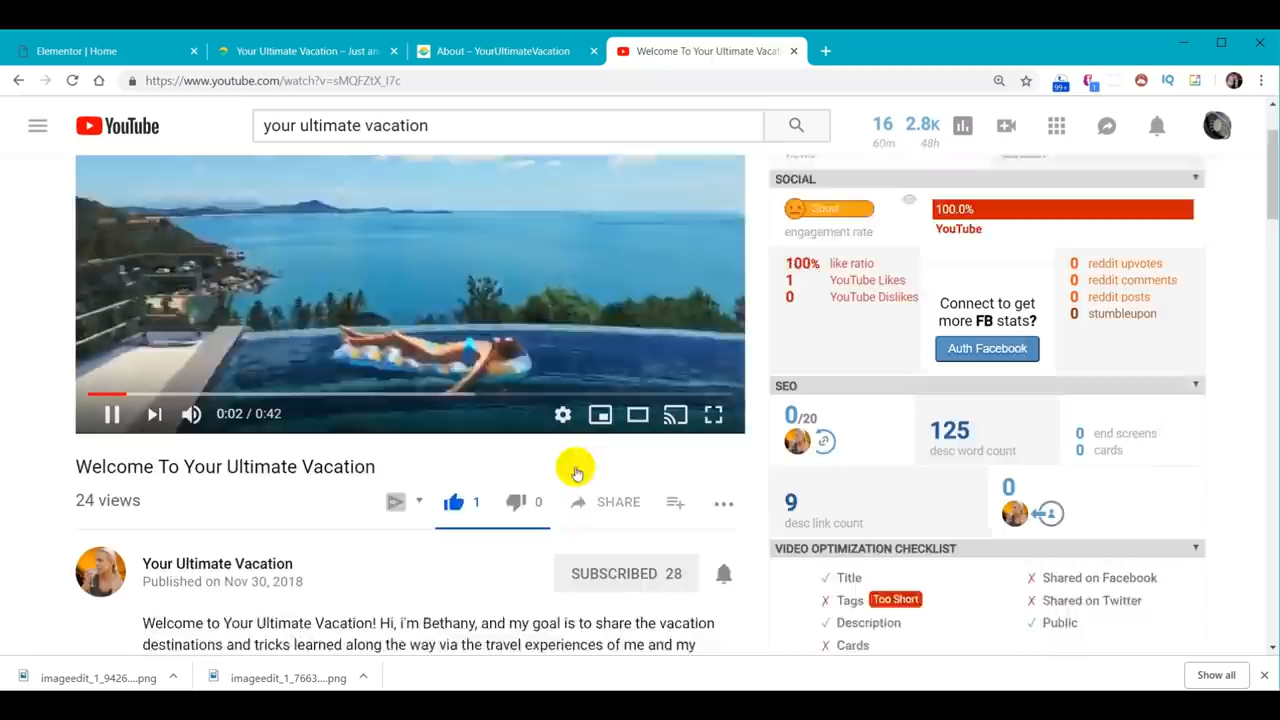 Elementor | Home
Your Ultimate Vacation – Just an
About – YourUltimateVacation
Welcome To Your Ultimate Vacat
https://www.youtube.com/watch?v=sMQFZtX_I7c
99+
1
IQ
YouTube
your ultimate vacation
16 2.8K
60m 48h
views
SOCIAL
Good
100.0%
engagement rate
YouTube
100% like ratio
1 YouTube Likes
0 YouTube Dislikes
Connect to get
more FB stats?
Auth Facebook
0 reddit upvotes
0 reddit comments
0 reddit posts
0 stumbleupon
SEO
0/20
125
desc word count
0 end screens
0 cards
9
desc link count
0
VIDEO OPTIMIZATION CHECKLIST
Title
Tags Too Short
Description
Cards
Shared on Facebook
Shared on Twitter
Public
0:02 / 0:42
Welcome To Your Ultimate Vacation
24 views
1 0 SHARE
Your Ultimate Vacation
Published on Nov 30, 2018
SUBSCRIBED 28
Welcome to Your Ultimate Vacation! Hi, i'm Bethany, and my goal is to share the vacation
destinations and tricks learned along the way via the travel experiences of me and my
imageedit_1_9426....png
imageedit_1_7663....png
Show all